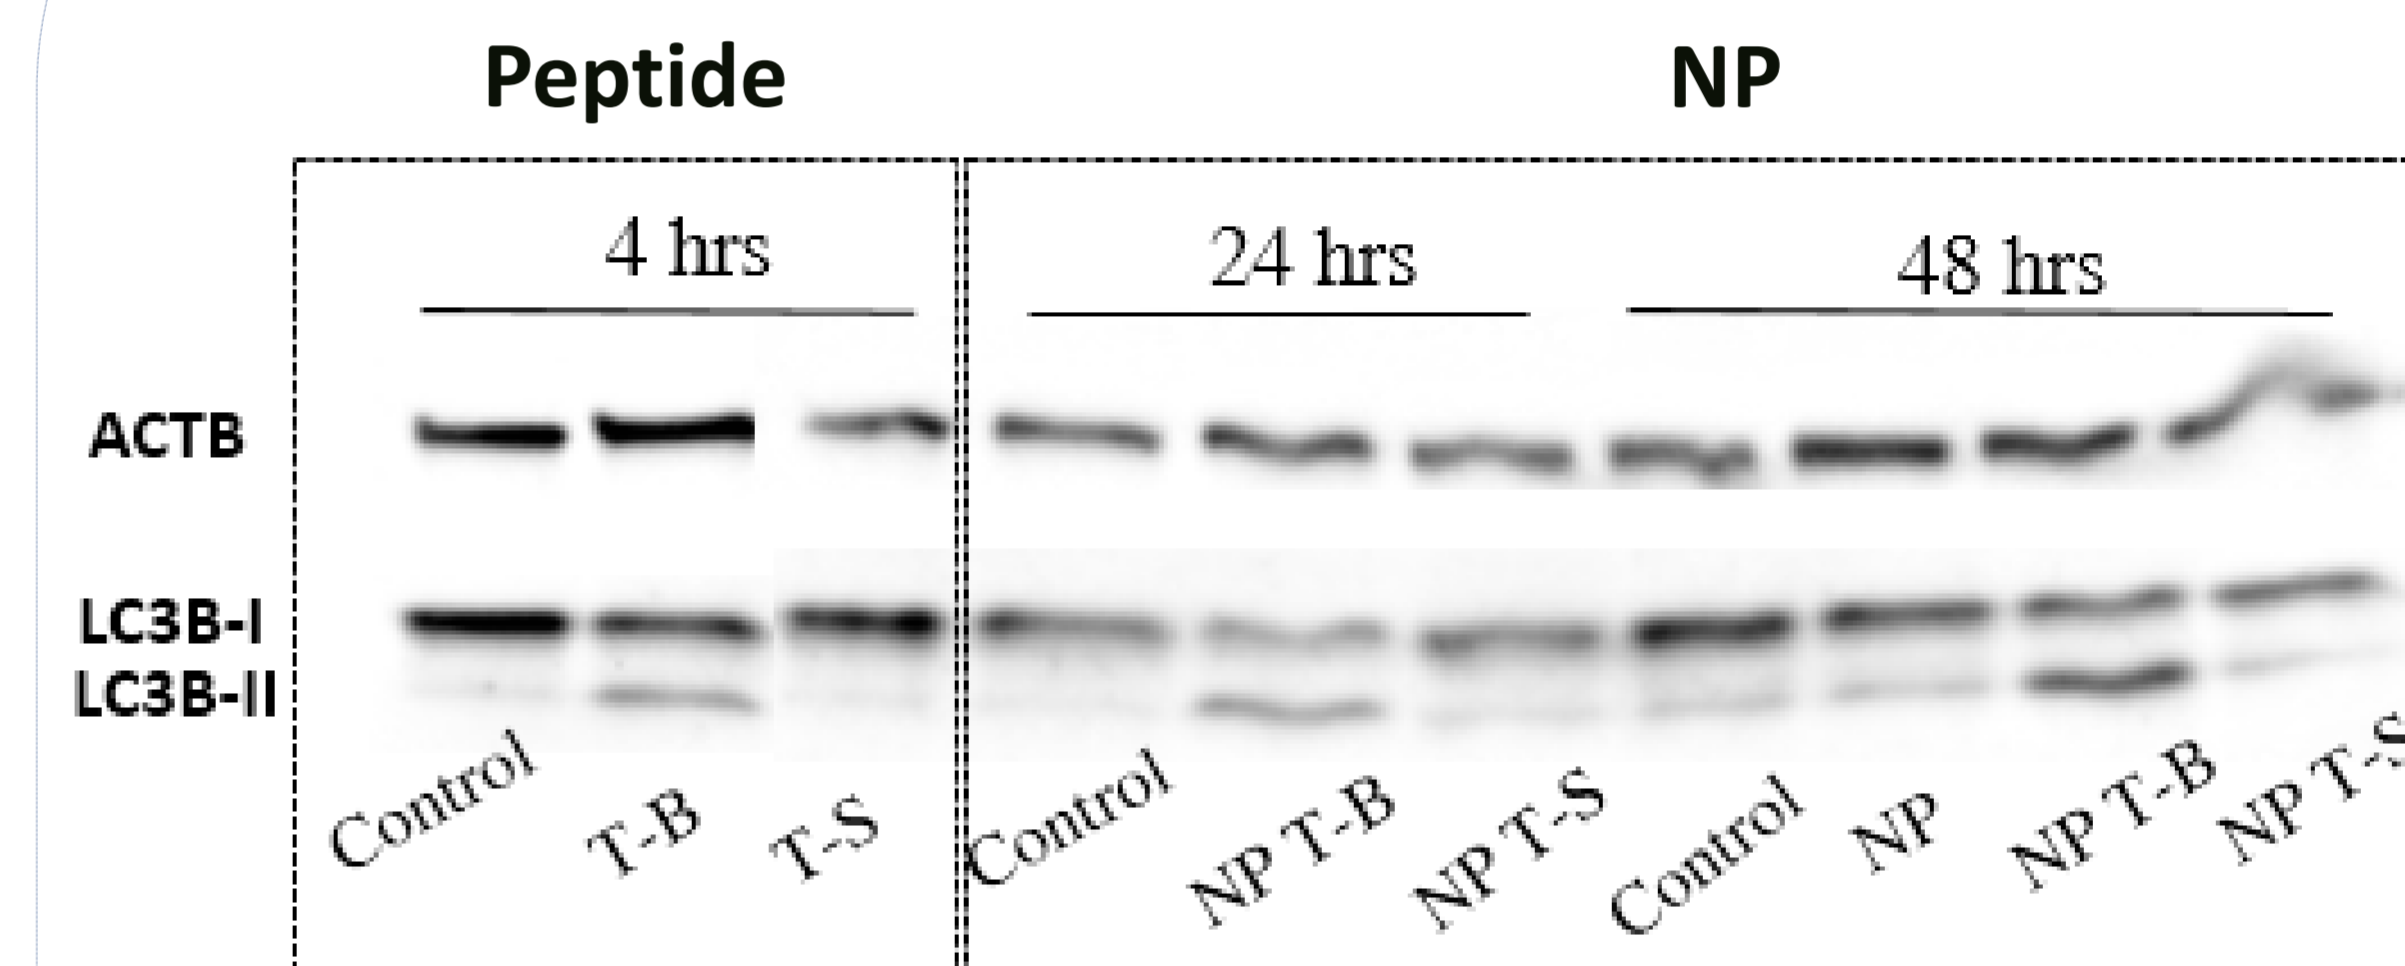 Peptide NP
4 hrs 24 hrs 48 hrs
ACTB
LC3B-I
LC3B-II
Control T-B T-S Control NP T-B NP T-S Control NP NP T-B NP T-S